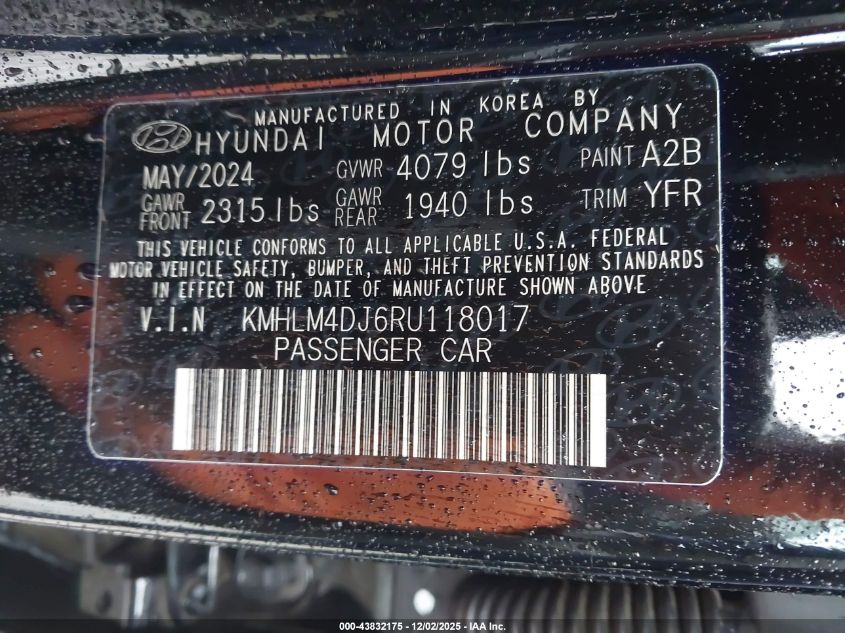 MANUFACTURED IN KOREA BY
HYUNDAI MOTOR COMPANY
MAY/2024 GVWR 4079 lbs PAINT A2B
GAWR FRONT 2315 lbs GAWR REAR 1940 lbs TRIM YFR
THIS VEHICLE CONFORMS TO ALL APPLICABLE U.S.A. FEDERAL
MOTOR VEHICLE SAFETY, BUMPER, AND THEFT PREVENTION STANDARDS
IN EFFECT ON THE DATE OF MANUFACTURE SHOWN ABOVE
V.I.N KMHLM4DJ6RU118017
PASSENGER CAR
000-43832175 - 12/02/2025 - IAA, Inc.